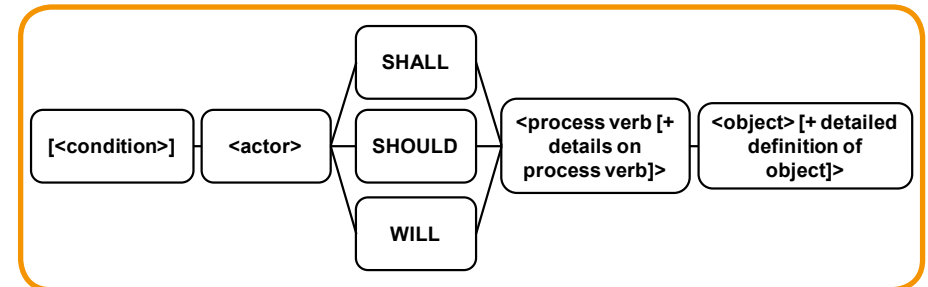 [<condition>]
<actor>
SHALL
SHOULD
WILL
<process verb [+
details on
process verb]>
<object> [+ detailed
definition of
object]>